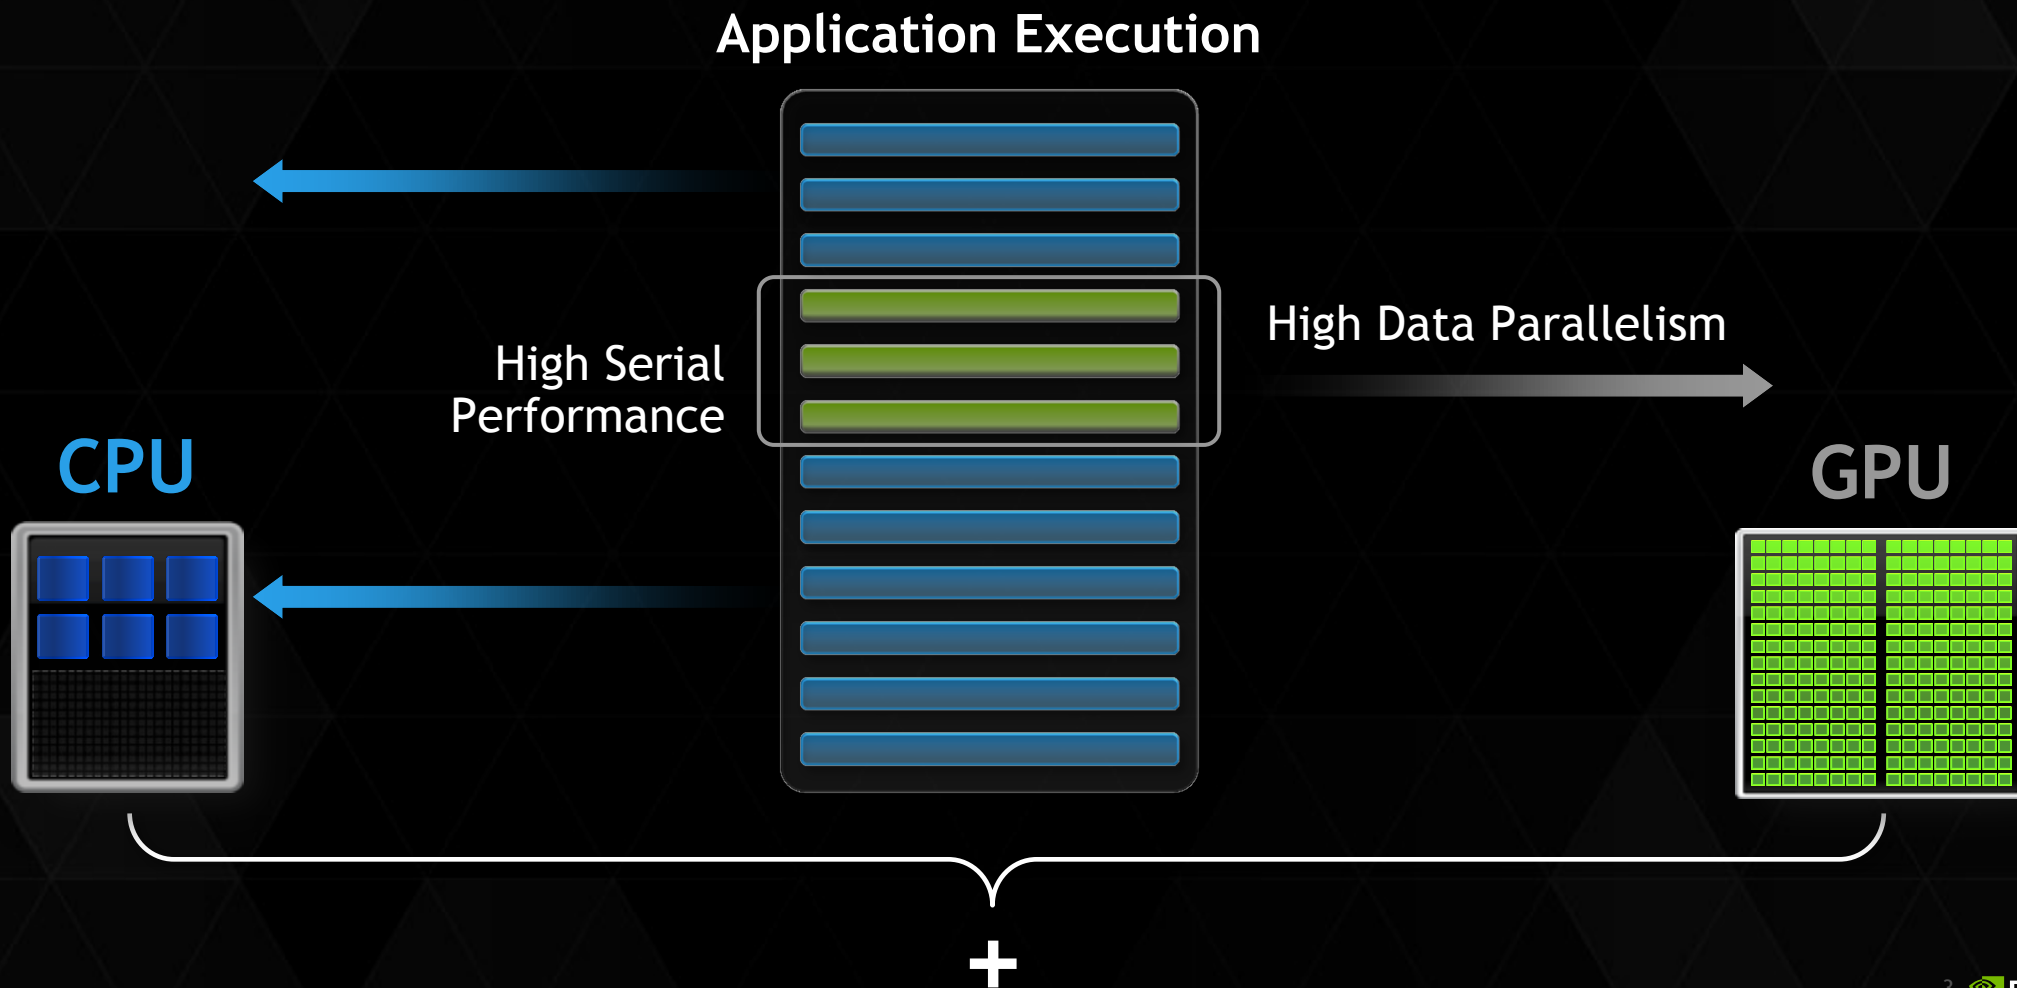 Application Execution
High Data Parallelism
High Serial
Performance
CPU
GPU
+